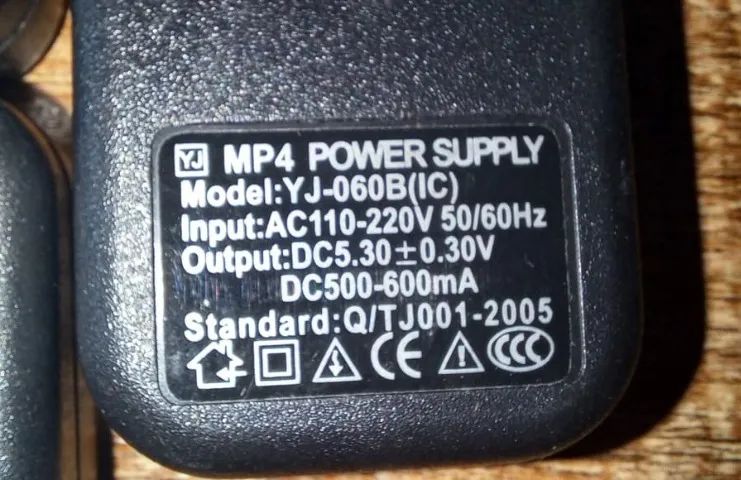 YJ MP4 POWER SUPPLY
Model:YJ-060B(IC)
Input:AC110-220V 50/60Hz
Output:DC5.30±0.30V
DC500-600mA
Standard:Q/TJ001-2005
CE CCC